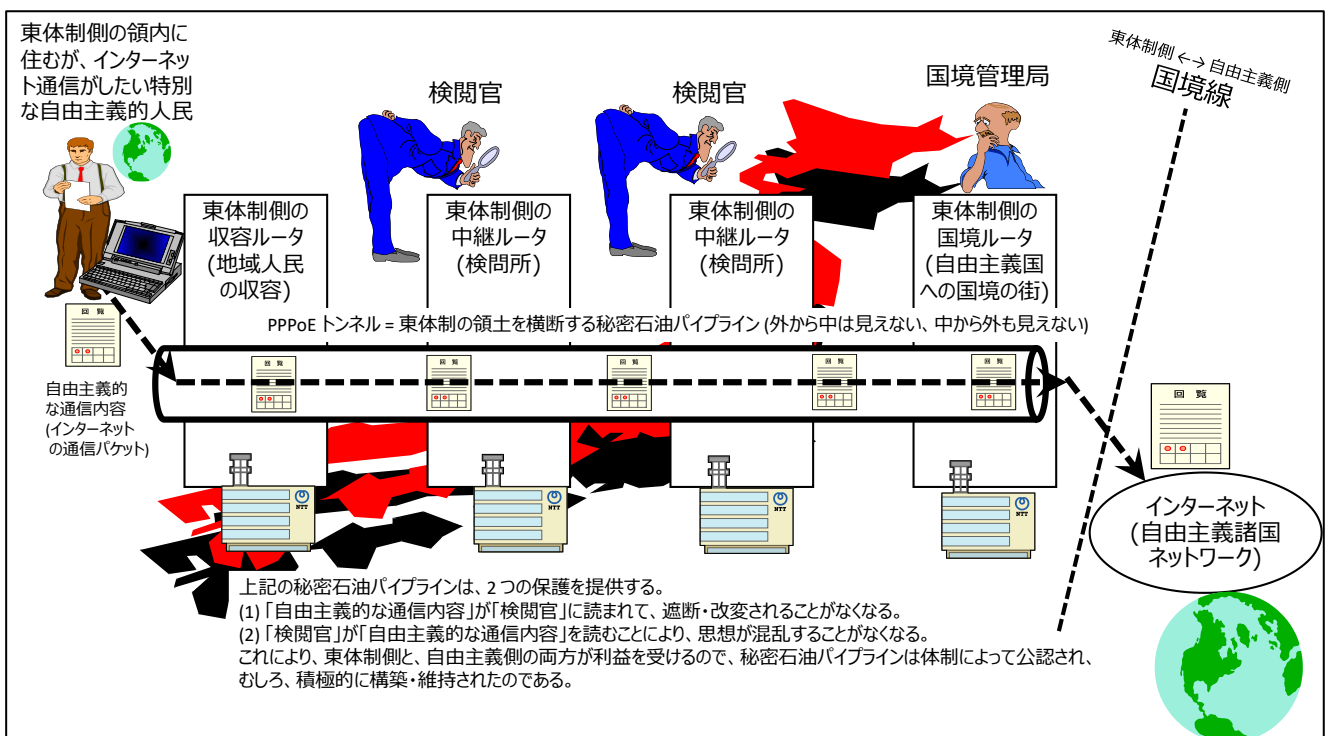 東体制側の領内に
住むが、インターネ
ット通信がしたい特別
な自由主義的人民
検閲官
検閲官
国境管理局
東体制側 ←→ 自由主義側
国境線
東体制側の
収容ルータ
(地域人民
の収容)
東体制側の
中継ルータ
(検問所)
東体制側の
中継ルータ
(検問所)
東体制側の
国境ルータ
(自由主義国
への国境の街)
PPPoE トンネル = 東体制の領土を横断する秘密石油パイプライン (外から中は見えない、中から外も見えない)
回 覧
回 覧
回 覧
回 覧
回 覧
回 覧
自由主義的
な通信内容
(インターネット
の通信パケット)
回 覧
NTT
NTT
NTT
NTT
インターネット
(自由主義諸国
ネットワーク)
上記の秘密石油パイプラインは、2 つの保護を提供する。
(1) 「自由主義的な通信内容」が「検閲官」に読まれて、遮断・改変されることがなくなる。
(2) 「検閲官」が「自由主義的な通信内容」を読むことにより、思想が混乱することがなくなる。
これにより、東体制側と、自由主義側の両方が利益を受けるので、秘密石油パイプラインは体制によって公認され、
むしろ、積極的に構築・維持されたのである。